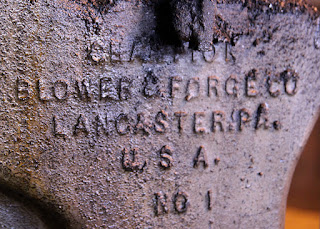 CHAMPION
BLOWER & FORGE CO
LANCASTER, PA.
U.S.A.
NO 1